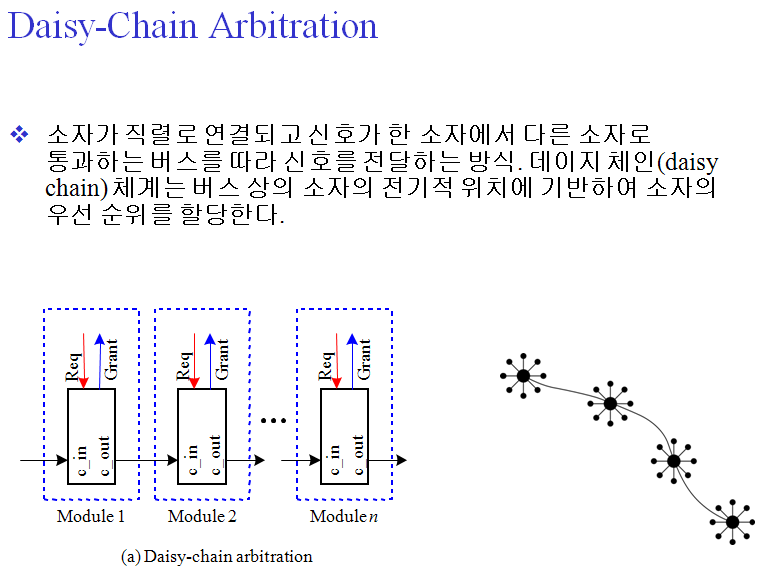 Daisy-Chain Arbitration
❖ 소자가 직렬로 연결되고 신호가 한 소자에서 다른 소자로
통과하는 버스를 따라 신호를 전달하는 방식. 데이지 체인(daisy
chain) 체계는 버스 상의 소자의 전기적 위치에 기반하여 소자의
우선 순위를 할당한다.
Req
Grant
c_in
c_out
Req
Grant
c_in
c_out
•••
Req
Grant
c_in
c_out
Module 1
Module 2
Module n
(a) Daisy-chain arbitration